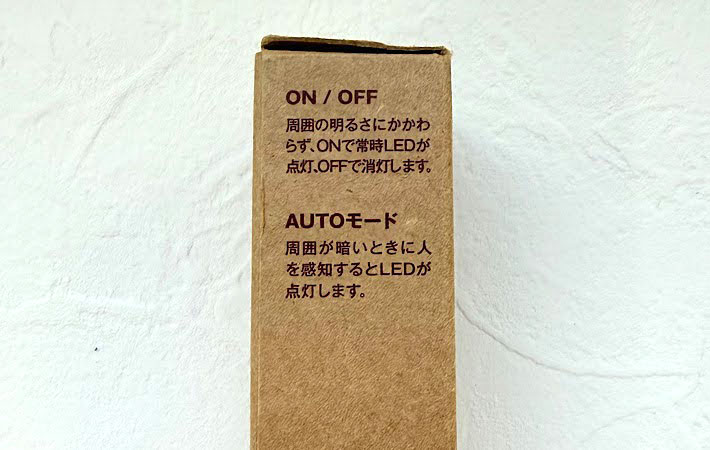 ON / OFF
周囲の明るさにかかわ
らず、ONで常時LEDが
点灯、OFFで消灯します。
AUTOモード
周囲が暗いときに人
を感知するとLEDが
点灯します。